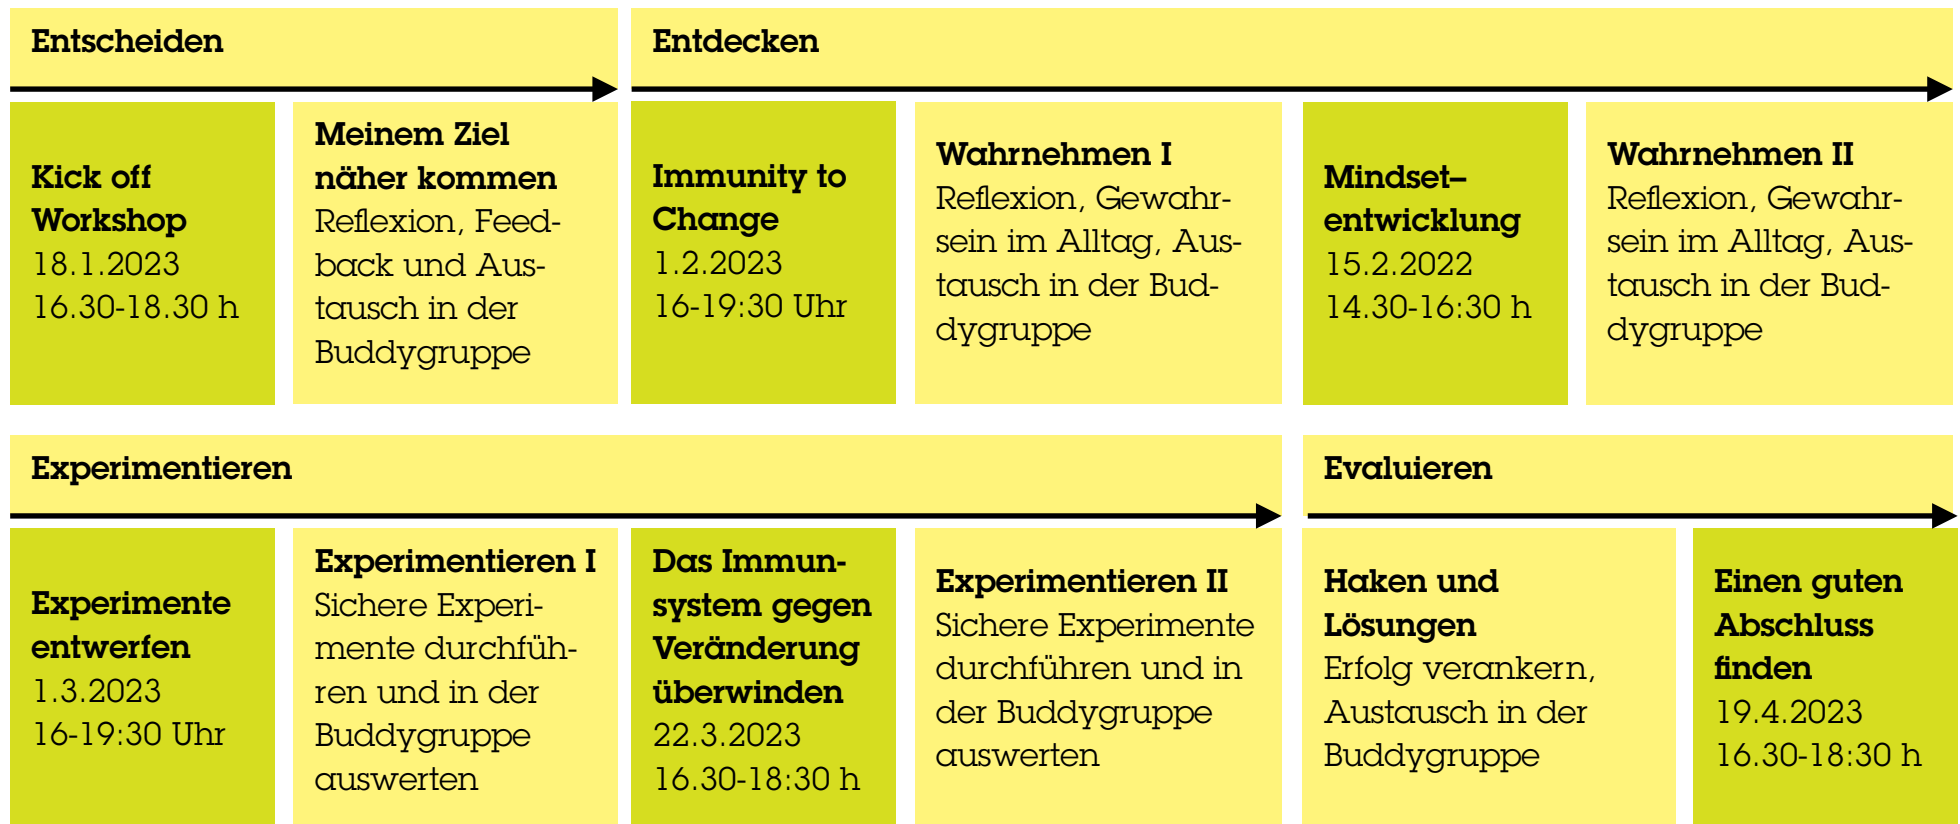 Entscheiden
Kick off
Workshop
18.1.2023
16.30-18.30 h
Meinem Ziel
näher kommen
Reflexion, Feed-
back und Aus-
tausch in der
Buddygruppe
Entdecken
Immunity to
Change
1.2.2023
16-19:30 Uhr
Wahrnehmen I
Reflexion, Gewahr-
sein im Alltag, Aus-
tausch in der Bud-
dygruppe
Mindset–
entwicklung
15.2.2022
14.30-16:30 h
Wahrnehmen II
Reflexion, Gewahr-
sein im Alltag, Aus-
tausch in der Bud-
dygruppe
Experimentieren
Experimente
entwerfen
1.3.2023
16-19:30 Uhr
Experimentieren I
Sichere Experi-
mente durchfüh-
ren und in der
Buddygruppe
auswerten
Das Immun-
system gegen
Veränderung
überwinden
22.3.2023
16.30-18:30 h
Experimentieren II
Sichere Experimente
durchführen und in
der Buddygruppe
auswerten
Evaluieren
Haken und
Lösungen
Erfolg verankern,
Austausch in der
Buddygruppe
Einen guten
Abschluss
finden
19.4.2023
16.30-18:30 h